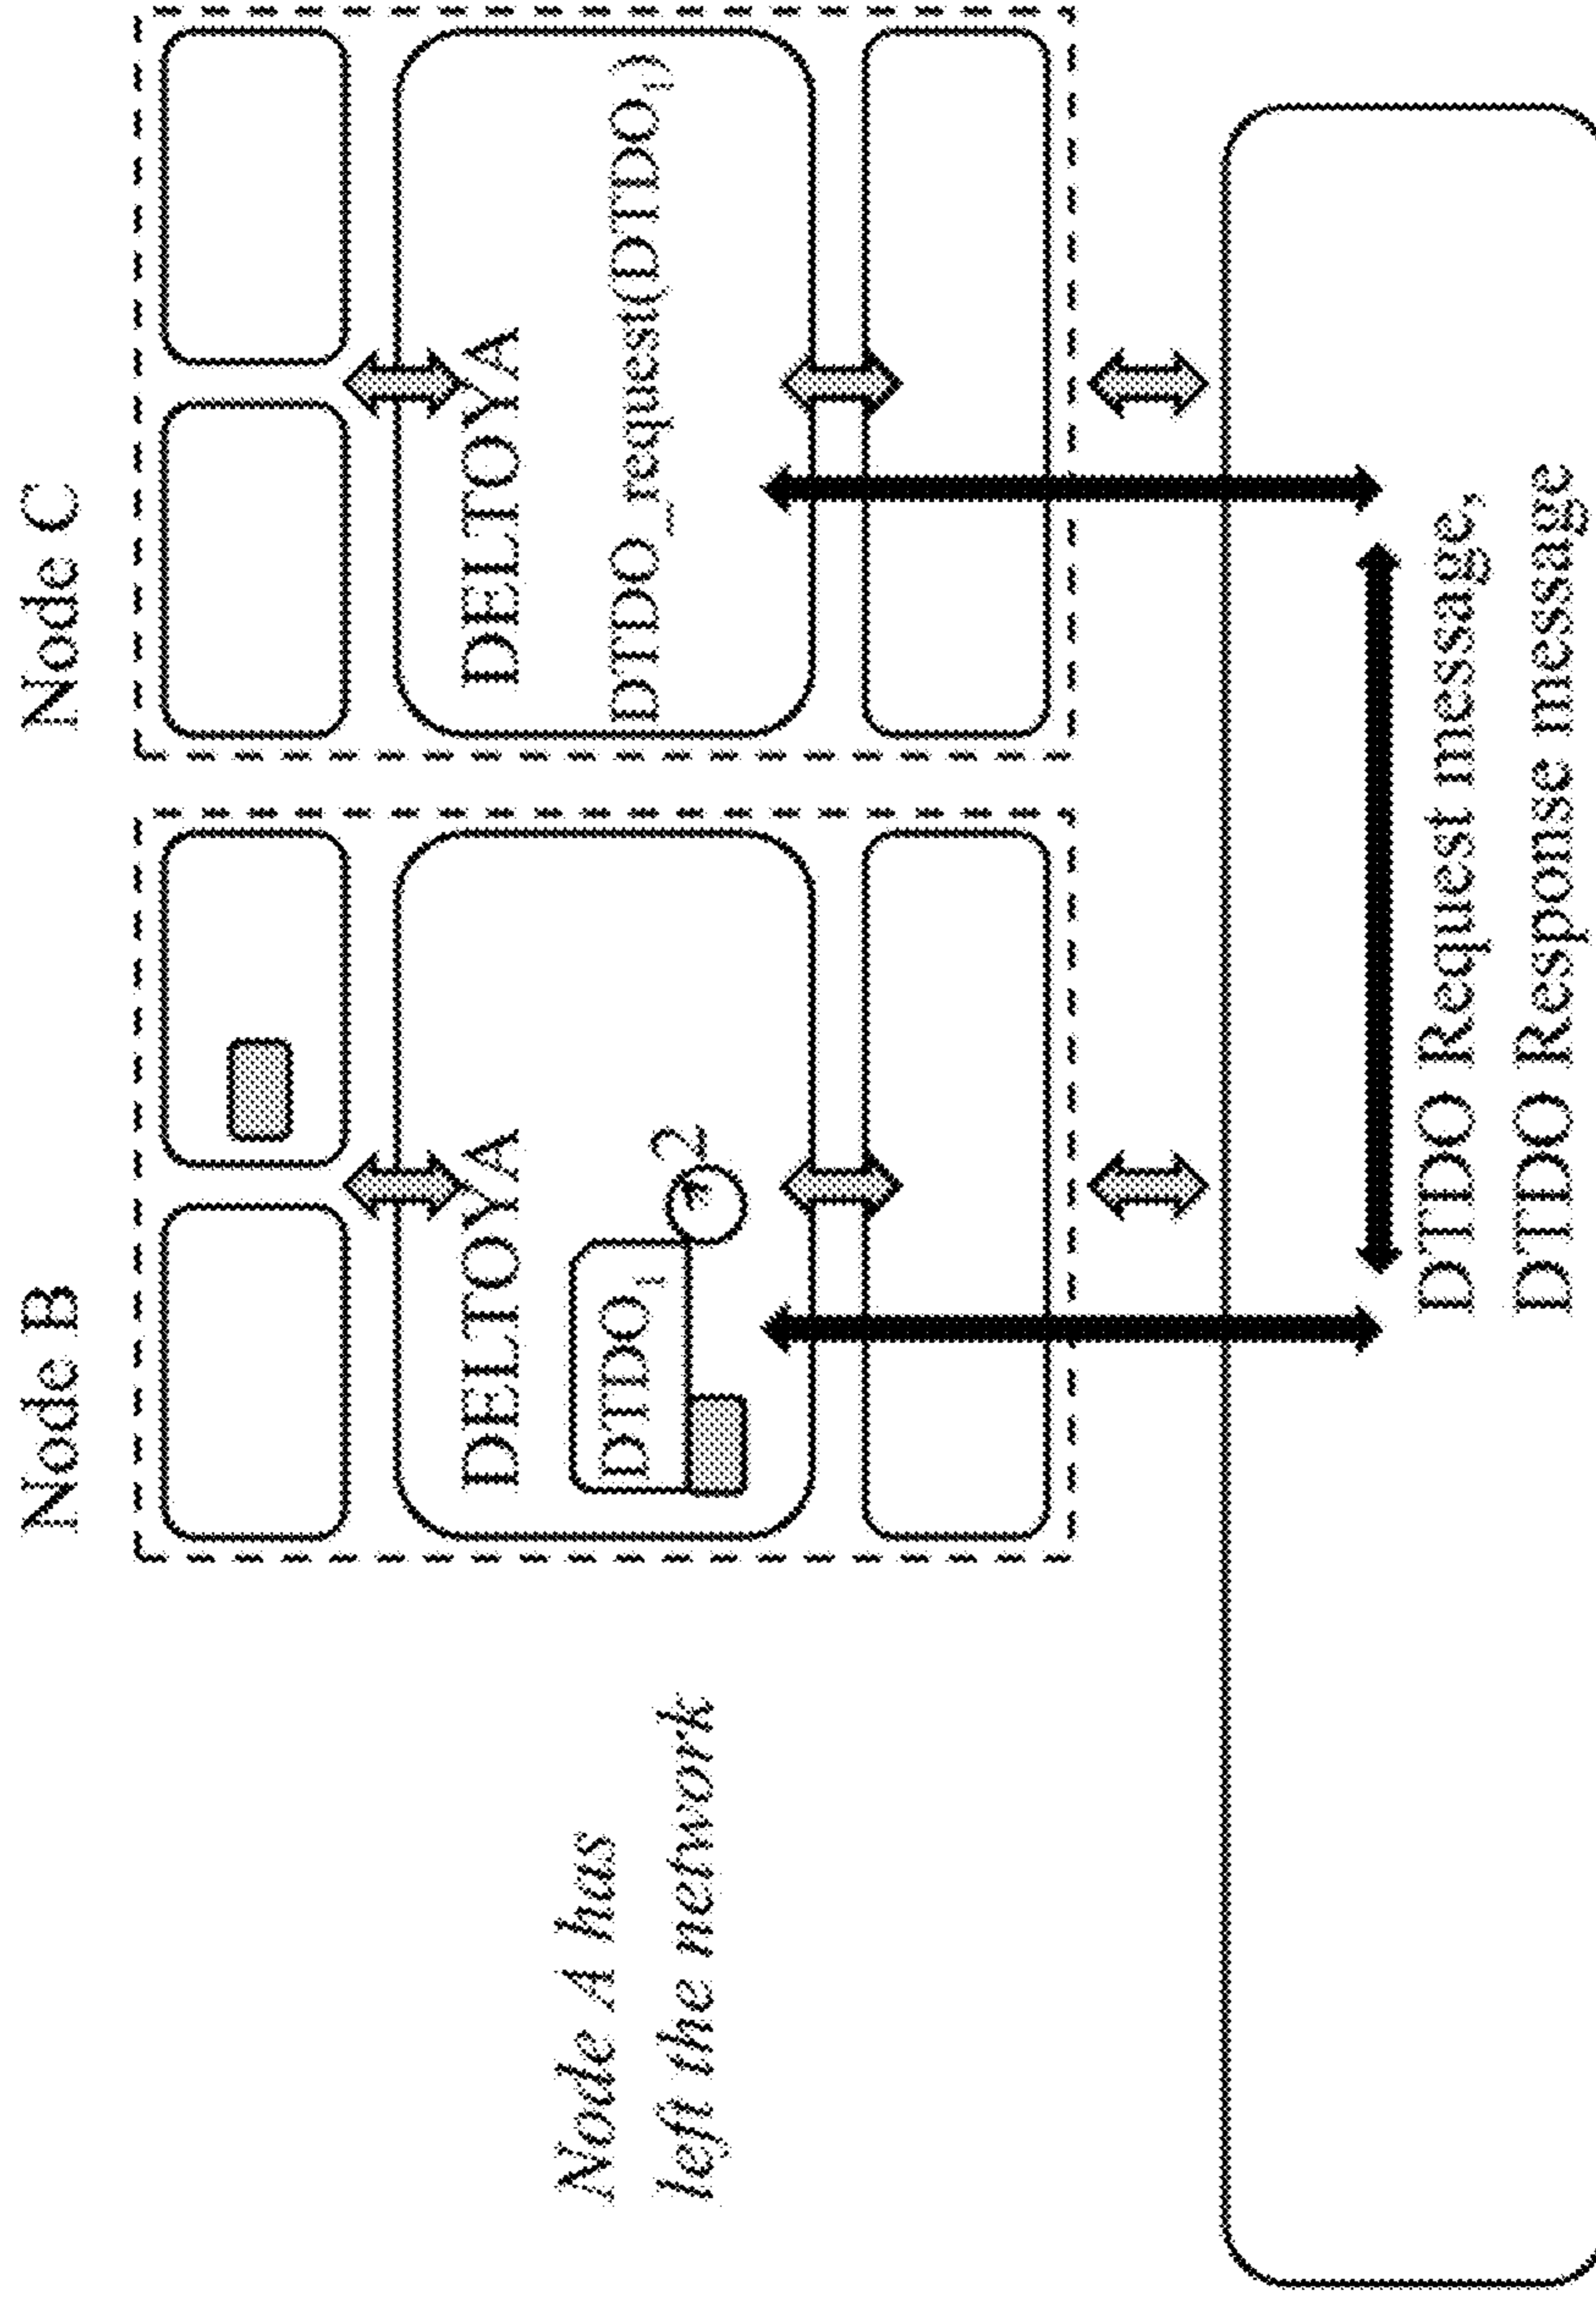 Node B
Node C
DELTOYA
DELTOYA
DTDO₁
2
DTDO_request(DTDO₁)
Node A has
left the network
DTDO Request message,
DTDO Response message